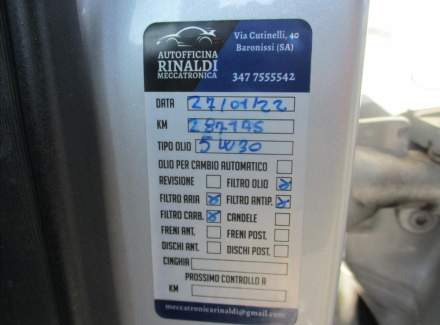 AUTOFFICINA
RINALDI
MECCATRONICA
Via Cutinelli, 40
Baronissi (SA)
347 7555542
DATA 27/01/22
KM 287195
TIPO OLIO 5W30
OLIO PER CAMBIO AUTOMATICO
REVISIONE FILTRO OLIO X
FILTRO ARIA X FILTRO ANTIP. X
FILTRO CARB. X CANDELE
FRENI ANT. FRENI POST.
DISCHI ANT. DISCHI POST.
CINGHIA
PROSSIMO CONTROLLO A
KM
meccatronicarinaldi@gmail.com